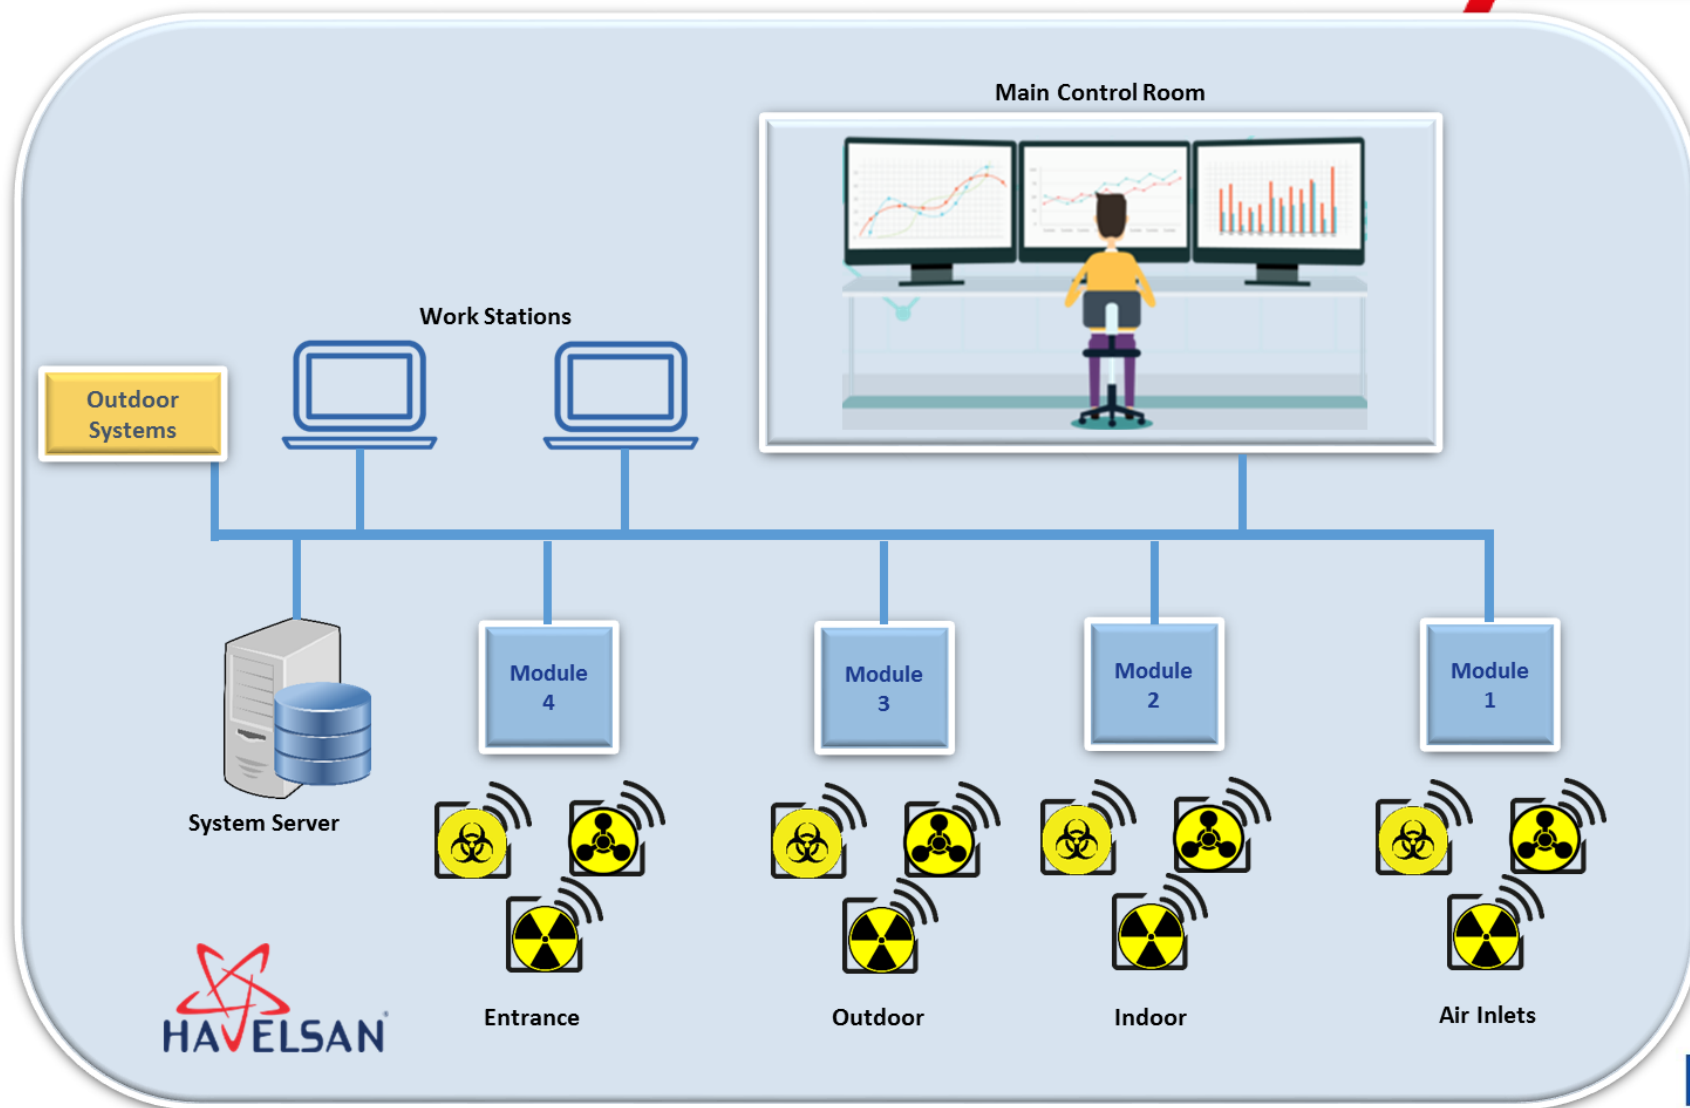 Main Control Room
Work Stations
Outdoor
Systems
Module
4
Module
3
Module
2
Module
1
System Server
Entrance
Outdoor
Indoor
Air Inlets
HAVELSAN